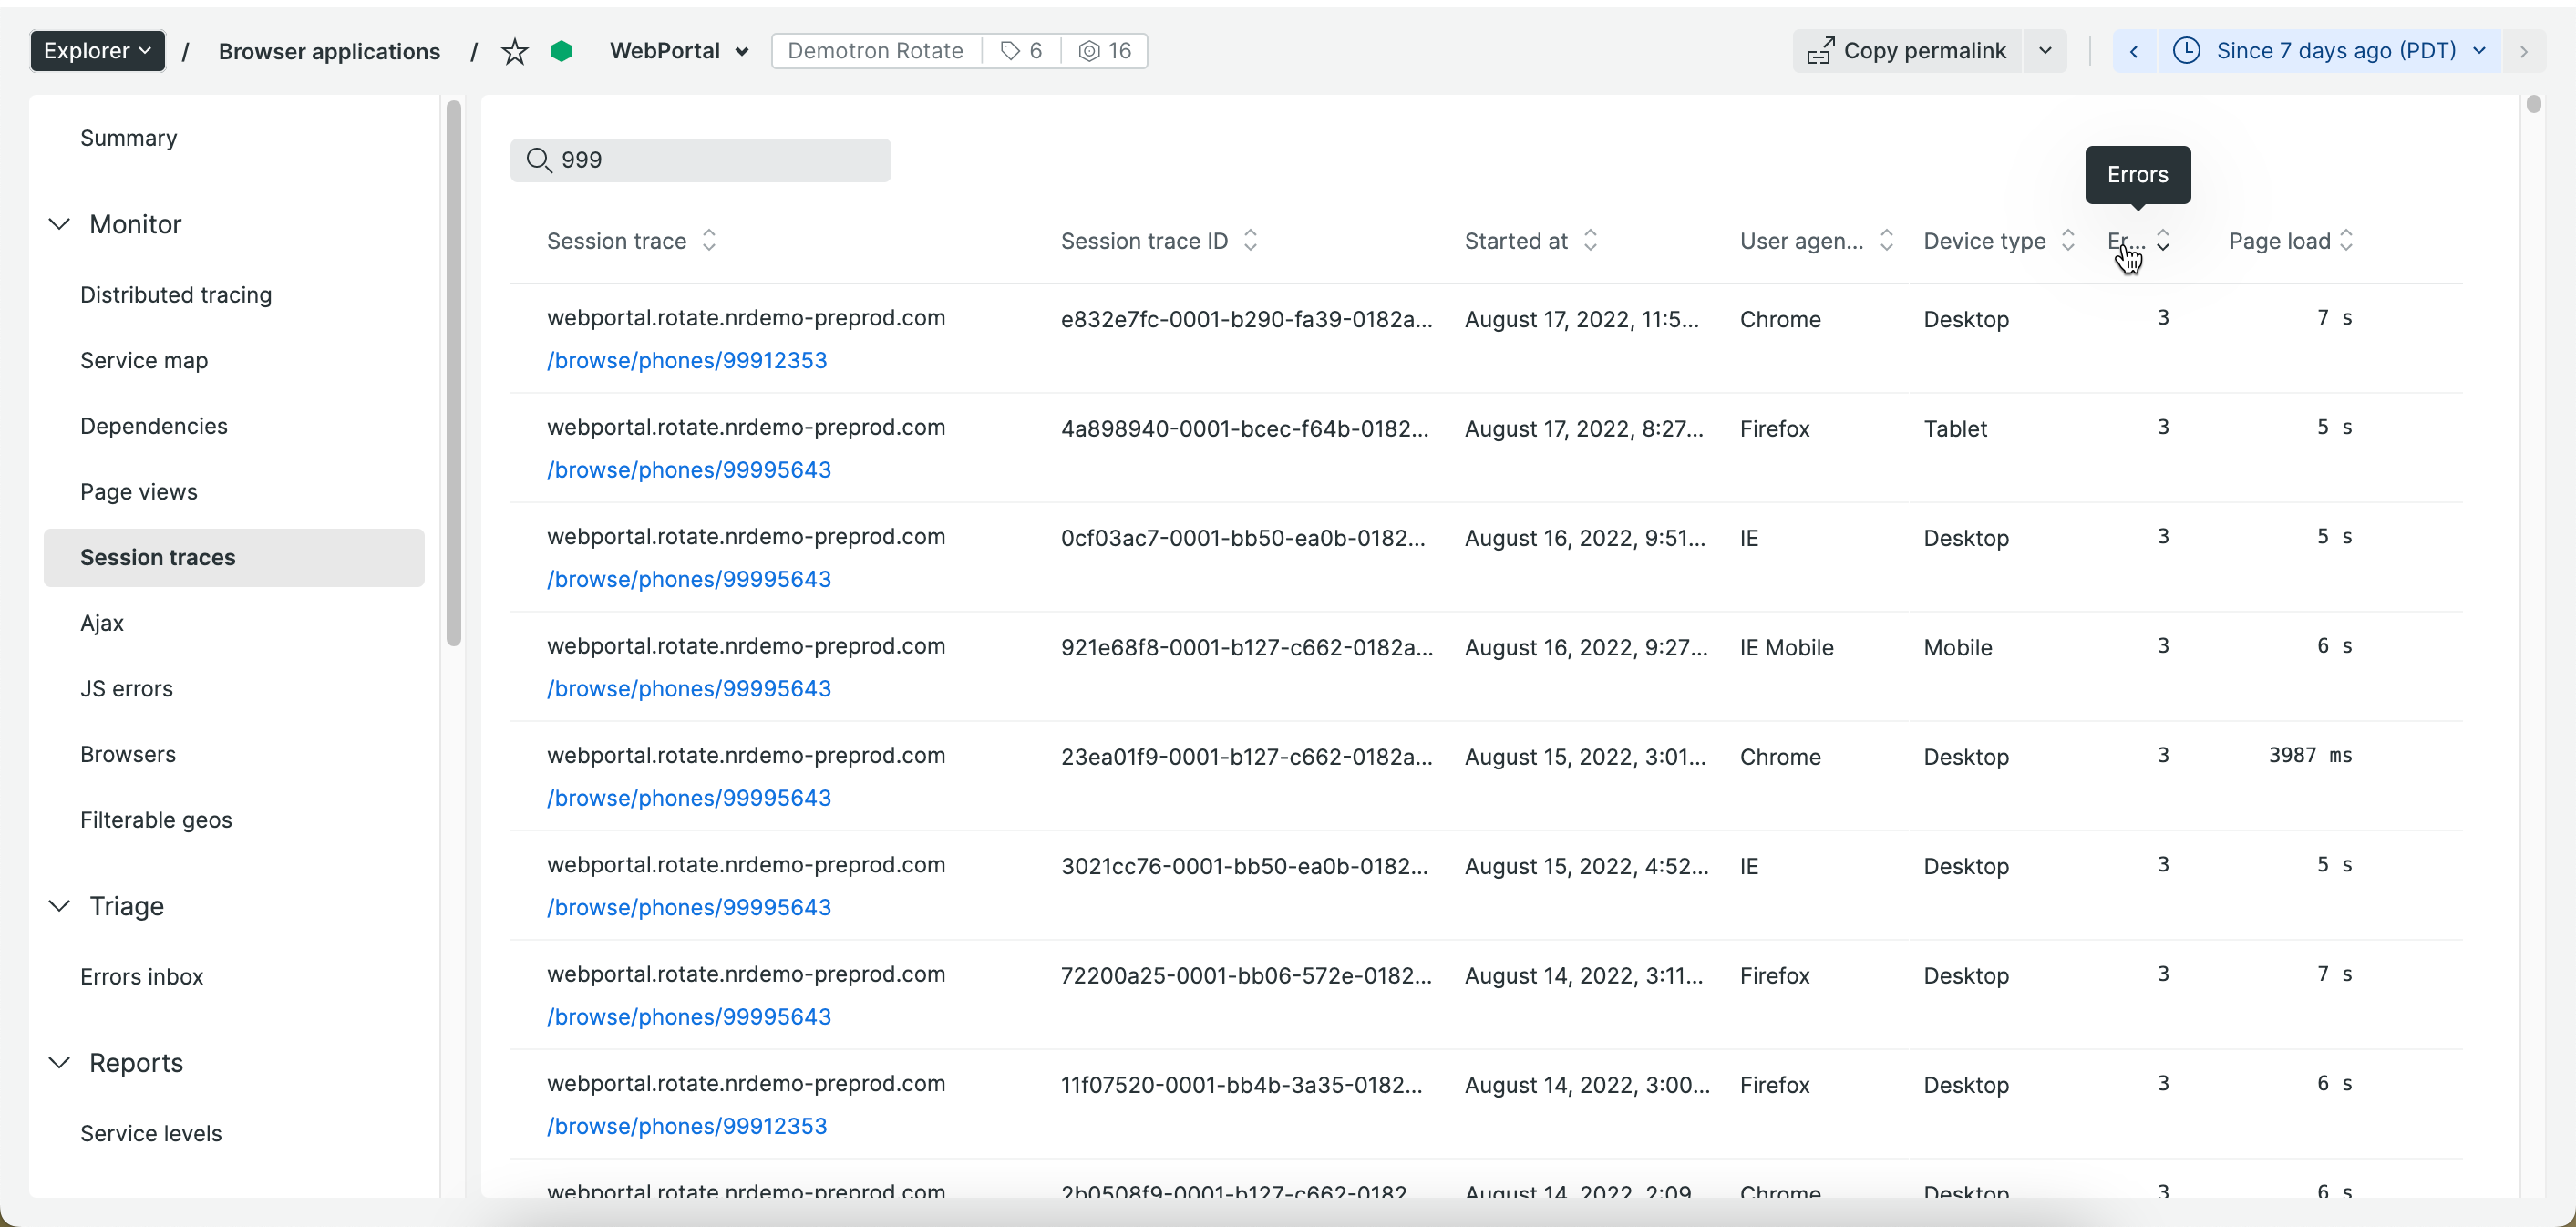 Explorer / Browser applications / WebPortal Demotron Rotate 6 16 Copy permalink Since 7 days ago (PDT)
Summary
Monitor
Distributed tracing
Service map
Dependencies
Page views
Session traces
Ajax
JS errors
Browsers
Filterable geos
Triage
Errors inbox
Reports
Service levels
999
Errors
Session trace Session trace ID Started at User agen... Device type Er... Page load
webportal.rotate.nrdemo-preprod.com e832e7fc-0001-b290-fa39-0182a... August 17, 2022, 11:5... Chrome Desktop 3 7 s
/browse/phones/99912353
webportal.rotate.nrdemo-preprod.com 4a898940-0001-bcec-f64b-0182... August 17, 2022, 8:27... Firefox Tablet 3 5 s
/browse/phones/99995643
webportal.rotate.nrdemo-preprod.com 0cf03ac7-0001-bb50-ea0b-0182... August 16, 2022, 9:51... IE Desktop 3 5 s
/browse/phones/99995643
webportal.rotate.nrdemo-preprod.com 921e68f8-0001-b127-c662-0182a... August 16, 2022, 9:27... IE Mobile Mobile 3 6 s
/browse/phones/99995643
webportal.rotate.nrdemo-preprod.com 23ea01f9-0001-b127-c662-0182a... August 15, 2022, 3:01... Chrome Desktop 3 3987 ms
/browse/phones/99995643
webportal.rotate.nrdemo-preprod.com 3021cc76-0001-bb50-ea0b-0182... August 15, 2022, 4:52... IE Desktop 3 5 s
/browse/phones/99995643
webportal.rotate.nrdemo-preprod.com 72200a25-0001-bb06-572e-0182... August 14, 2022, 3:11... Firefox Desktop 3 7 s
/browse/phones/99995643
webportal.rotate.nrdemo-preprod.com 11f07520-0001-bb4b-3a35-0182... August 14, 2022, 3:00... Firefox Desktop 3 6 s
/browse/phones/99912353
webportal.rotate.nrdemo-preprod.com 2b0508f9-0001-b127-c662-0182 August 14, 2022, 2:09 Chrome Desktop 3 6 s